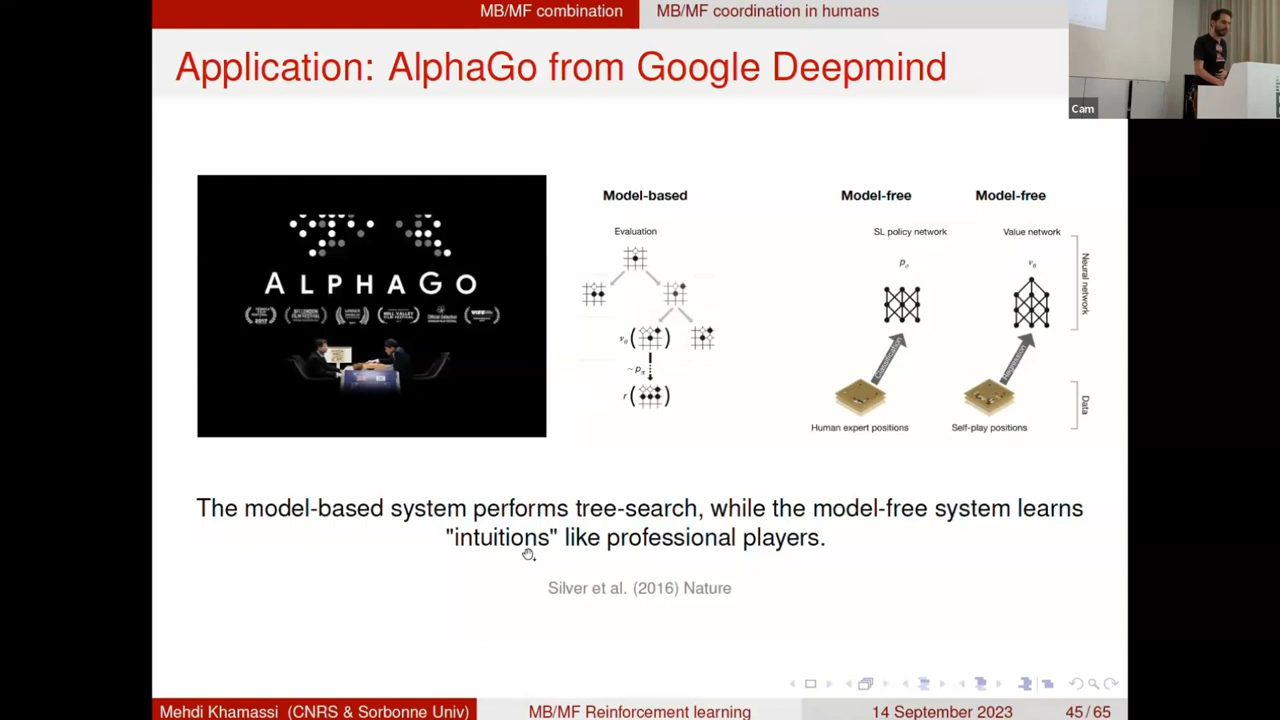 MB/MF combination
MB/MF coordination in humans
Application: AlphaGo from Google Deepmind
Cam
ALPHAGO
2017
Model-based
Evaluation
Model-free
Model-free
SL policy network
Value network
Neural network
Classification
Regression
Data
Human expert positions
Self-play positions
The model-based system performs tree-search, while the model-free system learns
"intuitions" like professional players.
Silver et al. (2016) Nature
Mehdi Khamassi (CNRS & Sorbonne Univ)
MB/MF Reinforcement learning
14 September 2023
45/65